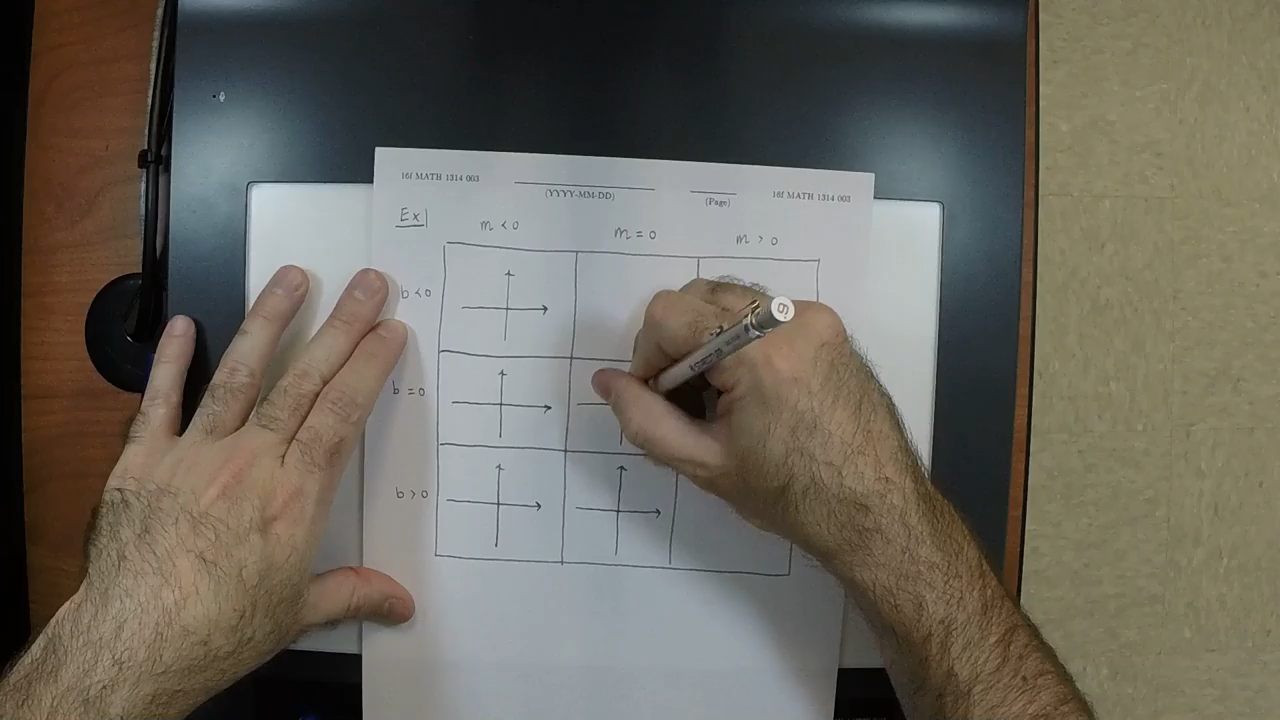 16f MATH 1314 003
(YYYY-MM-DD)
(Page)
16f MATH 1314 003
Ex 1
m < 0
m = 0
m > 0
b < 0
b = 0
b > 0